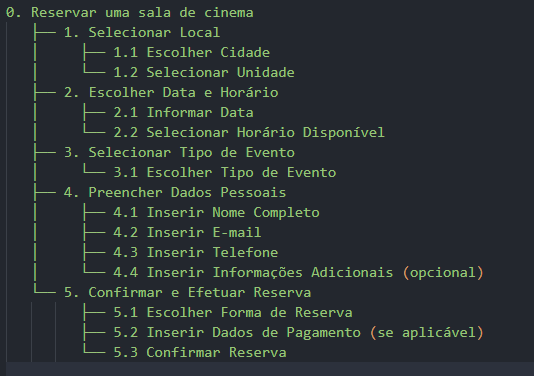 0. Reservar uma sala de cinema
├── 1. Selecionar Local
│   ├── 1.1 Escolher Cidade
│   └── 1.2 Selecionar Unidade
├── 2. Escolher Data e Horário
│   ├── 2.1 Informar Data
│   └── 2.2 Selecionar Horário Disponível
├── 3. Selecionar Tipo de Evento
│   └── 3.1 Escolher Tipo de Evento
├── 4. Preencher Dados Pessoais
│   ├── 4.1 Inserir Nome Completo
│   ├── 4.2 Inserir E-mail
│   ├── 4.3 Inserir Telefone
│   └── 4.4 Inserir Informações Adicionais (opcional)
└── 5. Confirmar e Efetuar Reserva
    ├── 5.1 Escolher Forma de Reserva
    ├── 5.2 Inserir Dados de Pagamento (se aplicável)
    └── 5.3 Confirmar Reserva